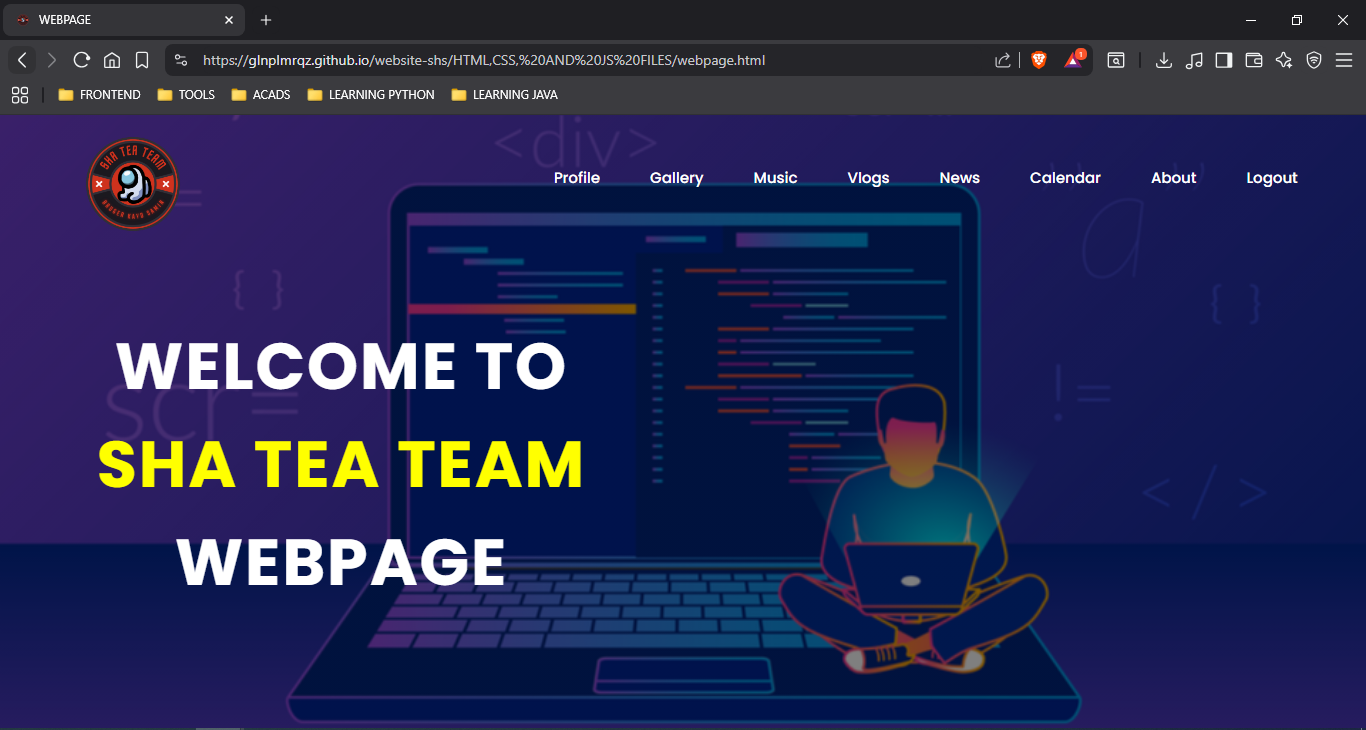 WEBPAGE
https://glnplmrqz.github.io/website-shs/HTML,CSS,%20AND%20JS%20FILES/webpage.html
1
FRONTEND TOOLS ACADS LEARNING PYTHON LEARNING JAVA
<div>
SHA TEA TEAM
Profile Gallery Music Vlogs News Calendar About Logout
=
a
{ }
{ }
WELCOME TO
!=
scr=
SHA TEA TEAM
</>
WEBPAGE